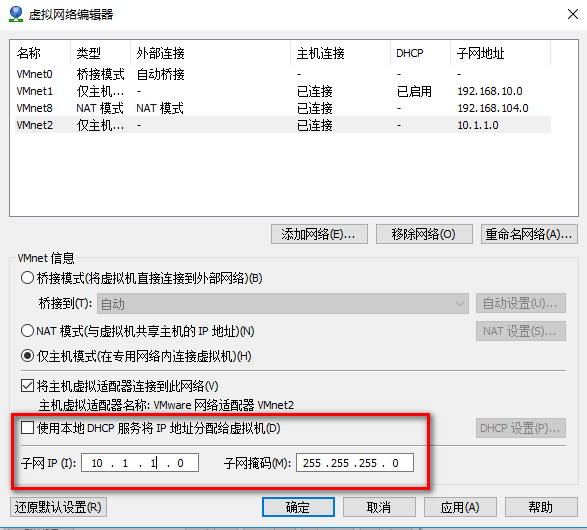 虚拟网络编辑器
名称 类型 外部连接 主机连接 DHCP 子网地址
VMnet0 桥接模式 自动桥接 - - -
VMnet1 仅主机... - 已连接 已启用 192.168.10.0
VMnet8 NAT 模式 NAT 模式 已连接 - 192.168.104.0
VMnet2 仅主机... - 已连接 - 10.1.1.0
添加网络(E)... 移除网络(O) 重命名网络(A)...
VMnet 信息
桥接模式(将虚拟机直接连接到外部网络)(B)
桥接到(T): 自动 自动设置(U)...
NAT 模式(与虚拟机共享主机的 IP 地址)(N) NAT 设置(S)...
仅主机模式(在专用网络内连接虚拟机)(H)
将主机虚拟适配器连接到此网络(V)
主机虚拟适配器名称: VMware 网络适配器 VMnet2
使用本地 DHCP 服务将 IP 地址分配给虚拟机(D) DHCP 设置(P)...
子网 IP (I): 10 . 1 . 1 . 0 子网掩码(M): 255 .255 .255 . 0
还原默认设置(R) 确定 取消 应用(A) 帮助